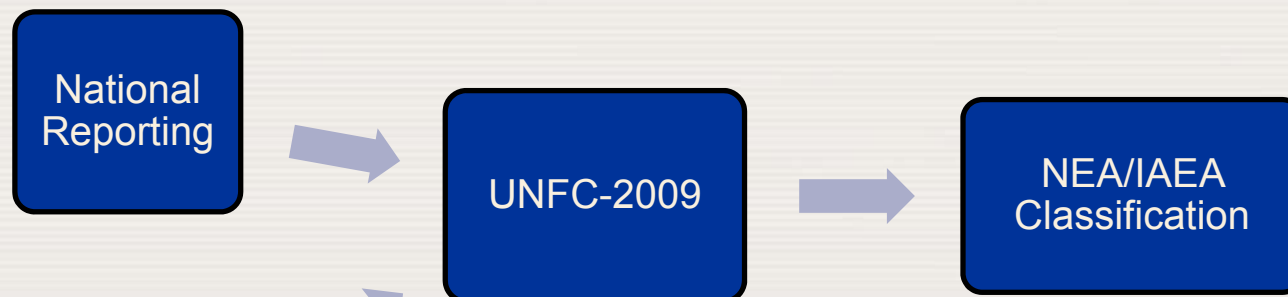 National
Reporting
UNFC-2009
NEA/IAEA
Classification